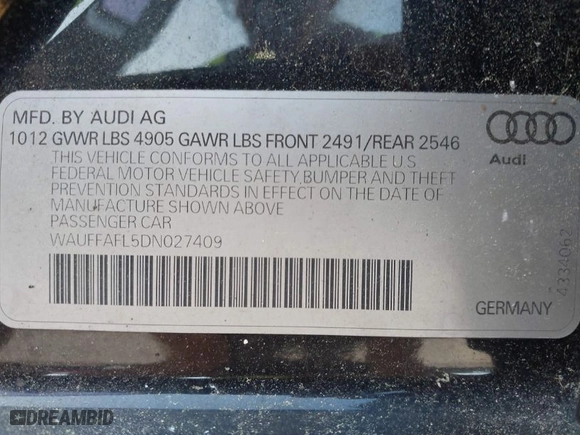 MFD. BY AUDI AG
1012 GVWR LBS 4905 GAWR LBS FRONT 2491/REAR 2546
THIS VEHICLE CONFORMS TO ALL APPLICABLE U.S
FEDERAL MOTOR VEHICLE SAFETY,BUMPER AND THEFT
PREVENTION STANDARDS IN EFFECT ON THE DATE OF
MANUFACTURE SHOWN ABOVE
PASSENGER CAR
WAUFFAFL5DN027409
Audi
4334062
GERMANY
DREAMBID